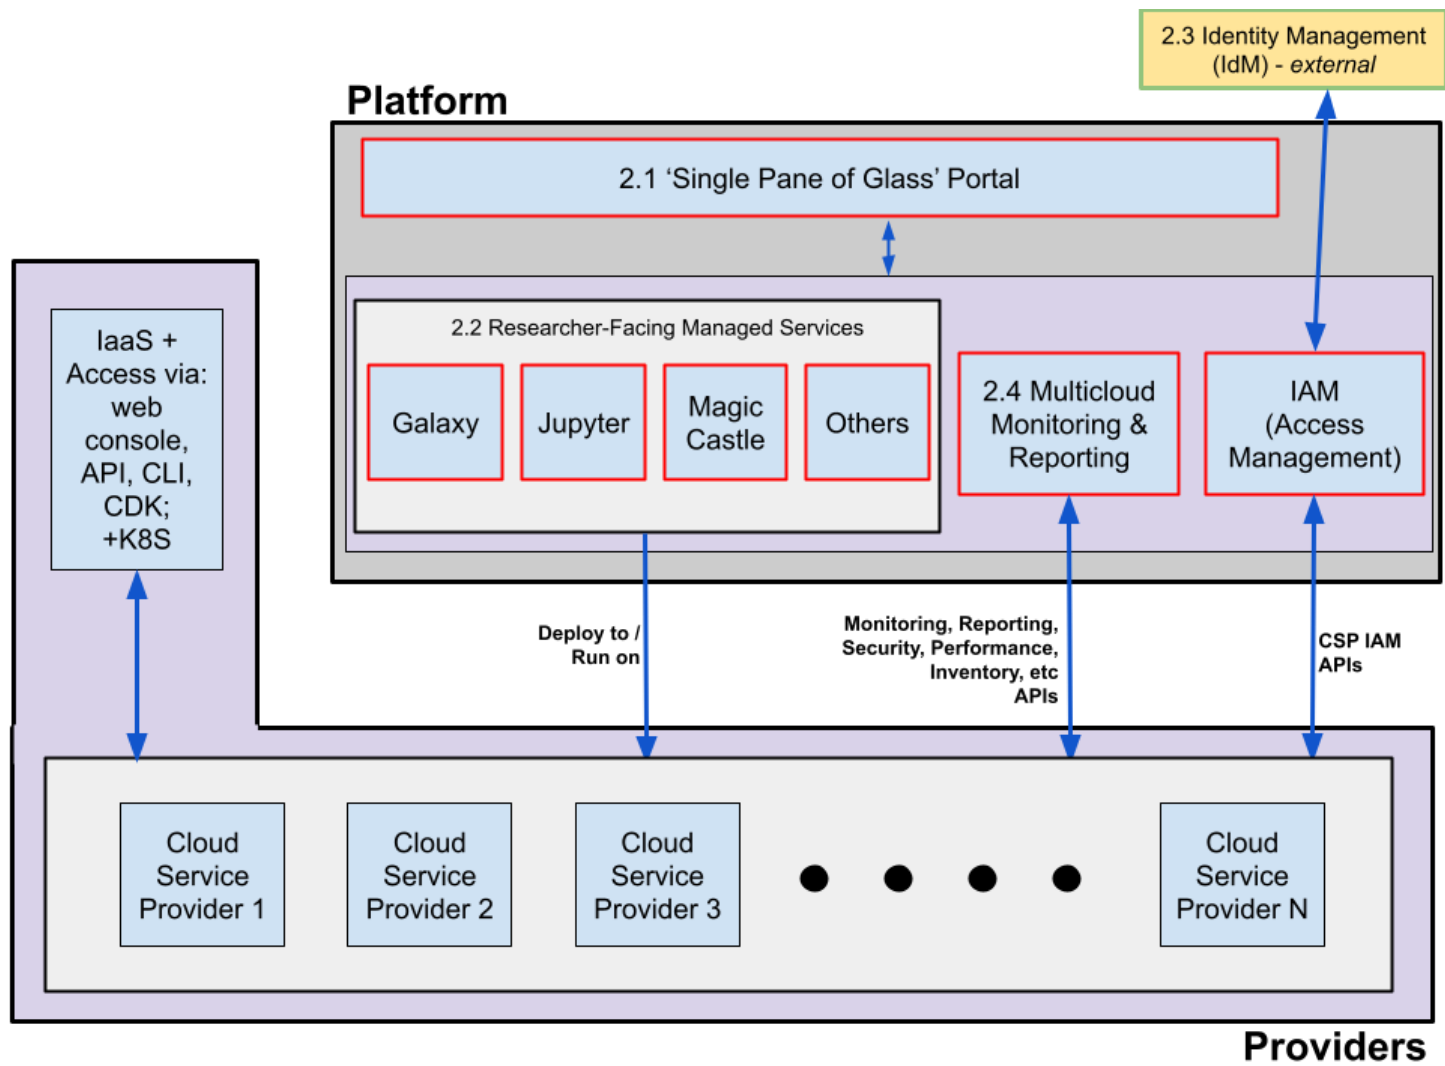 2.3 Identity Management
(IdM) - external
Platform
2.1 ‘Single Pane of Glass’ Portal
2.2 Researcher-Facing Managed Services
Galaxy
Jupyter
Magic
Castle
Others
2.4 Multicloud
Monitoring &
Reporting
IAM
(Access
Management)
IaaS +
Access via:
web
console,
API, CLI,
CDK;
+K8S
Deploy to /
Run on
Monitoring, Reporting,
Security, Performance,
Inventory, etc
APIs
CSP IAM
APIs
Cloud
Service
Provider 1
Cloud
Service
Provider 2
Cloud
Service
Provider 3
Cloud
Service
Provider N
Providers